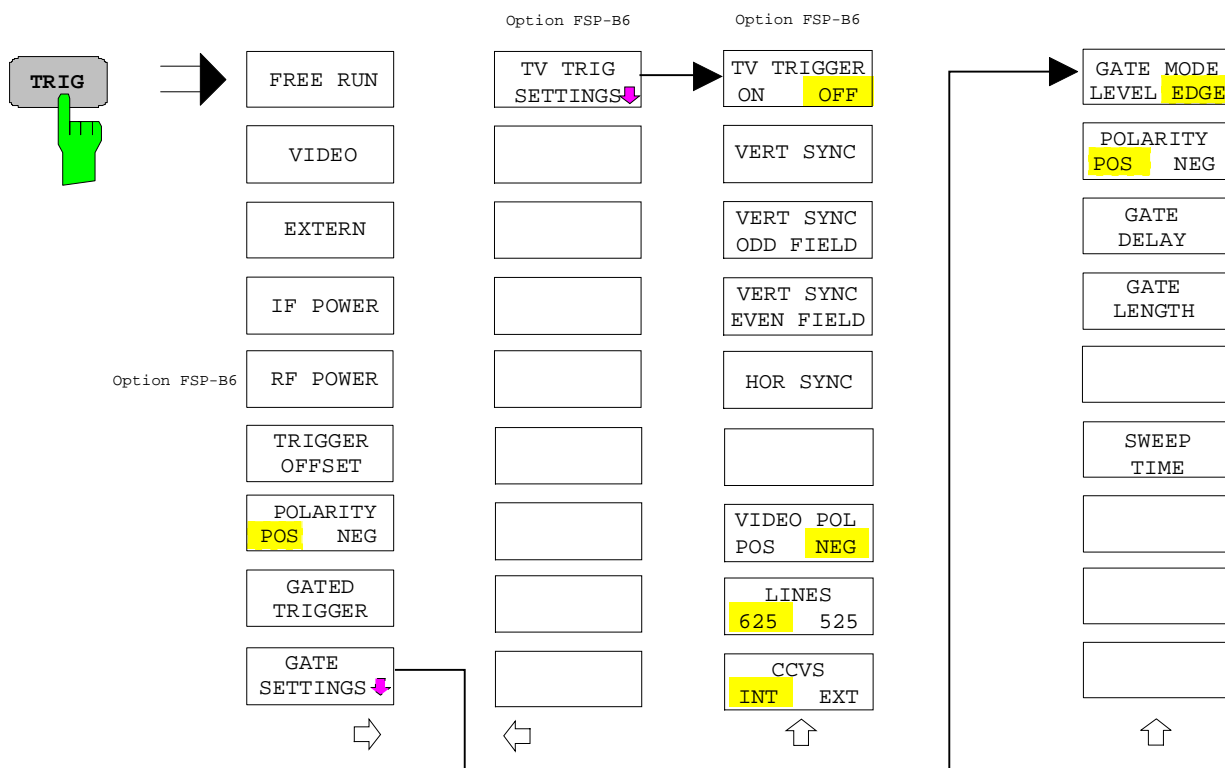 Option FSP-B6
Option FSP-B6
TRIG
FREE RUN
VIDEO
EXTERN
IF POWER
Option FSP-B6
RF POWER
TRIGGER
OFFSET
POLARITY
POS NEG
GATED
TRIGGER
GATE
SETTINGS
TV TRIG
SETTINGS
TV TRIGGER
ON OFF
VERT SYNC
VERT SYNC
ODD FIELD
VERT SYNC
EVEN FIELD
HOR SYNC
VIDEO POL
POS NEG
LINES
625 525
CCVS
INT EXT
GATE MODE
LEVEL EDGE
POLARITY
POS NEG
GATE
DELAY
GATE
LENGTH
SWEEP
TIME